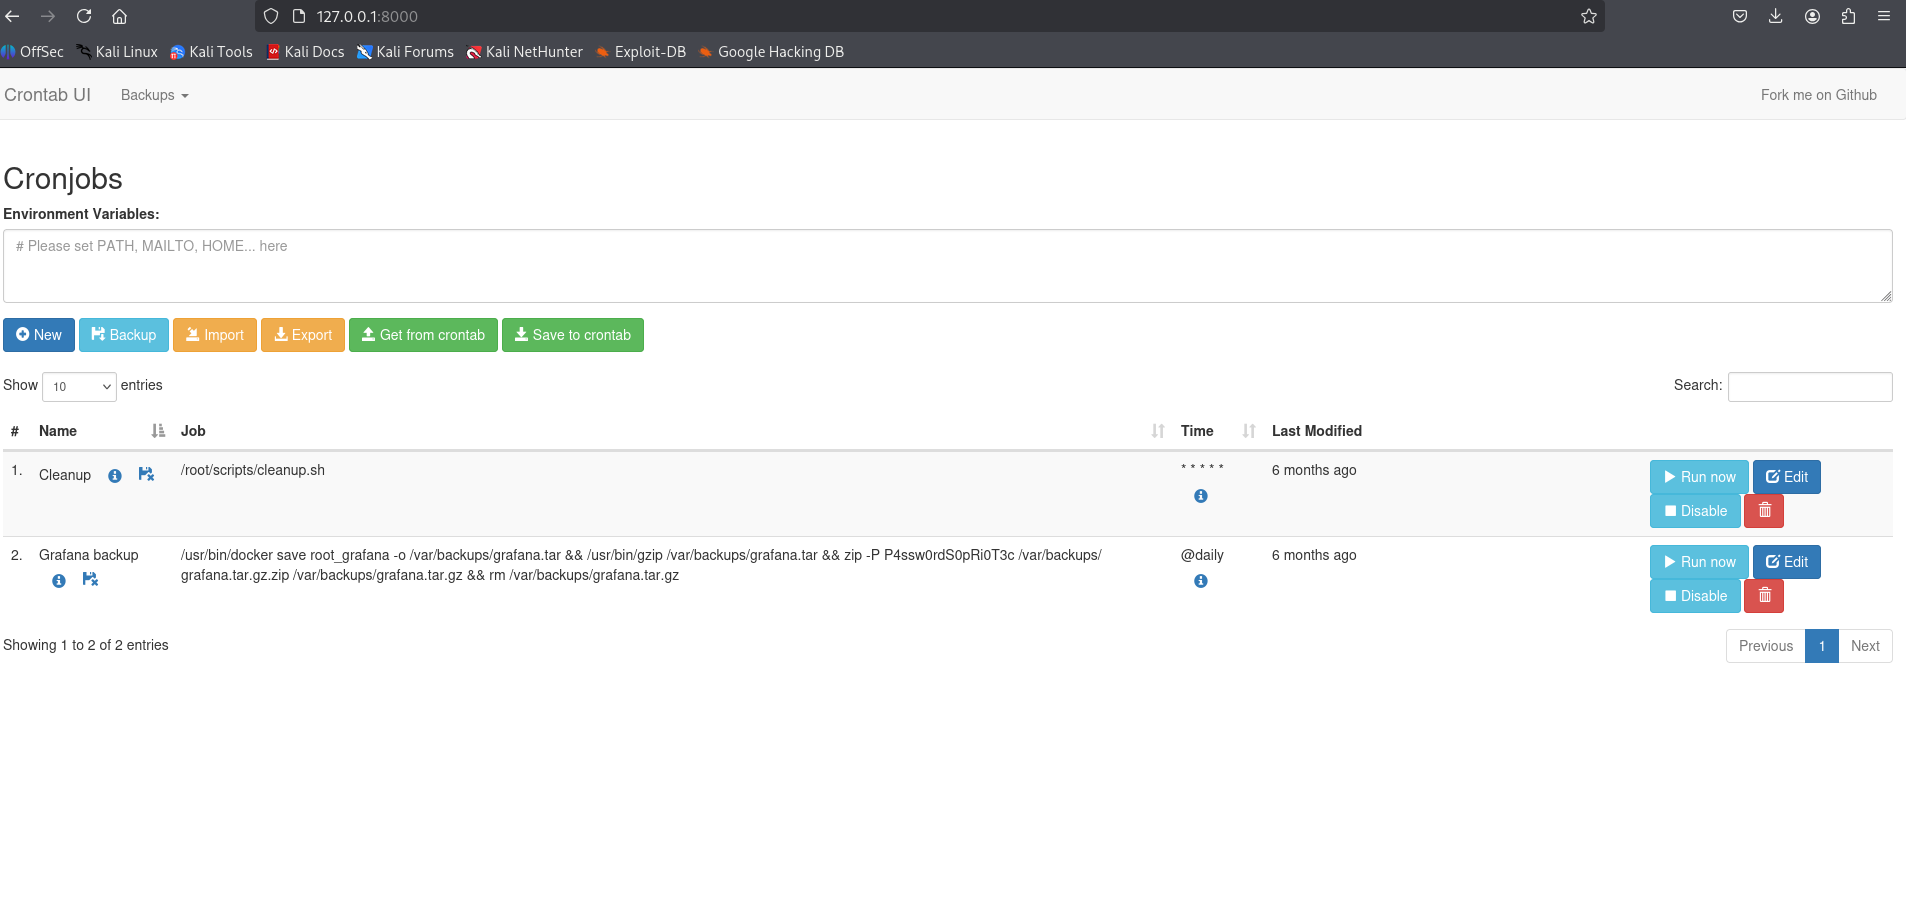 127.0.0.1:8000
OffSec Kali Linux Kali Tools Kali Docs Kali Forums Kali NetHunter Exploit-DB Google Hacking DB
Crontab UI Backups Fork me on Github
Cronjobs
Environment Variables:
# Please set PATH, MAILTO, HOME... here
New Backup Import Export Get from crontab Save to crontab
Show 10 entries Search:
# Name Job Time Last Modified
1. Cleanup /root/scripts/cleanup.sh * * * * * 6 months ago Run now Edit
Disable
2. Grafana backup /usr/bin/docker save root_grafana -o /var/backups/grafana.tar && /usr/bin/gzip /var/backups/grafana.tar && zip -P P4ssw0rdS0pRi0T3c /var/backups/ @daily 6 months ago Run now Edit
grafana.tar.gz.zip /var/backups/grafana.tar.gz && rm /var/backups/grafana.tar.gz
Disable
Showing 1 to 2 of 2 entries Previous 1 Next